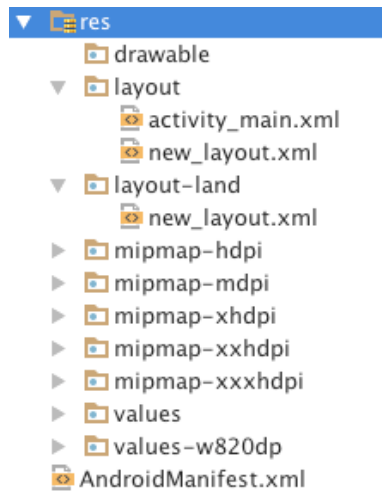 res
drawable
layout
activity_main.xml
new_layout.xml
layout-land
new_layout.xml
mipmap-hdpi
mipmap-mdpi
mipmap-xhdpi
mipmap-xxhdpi
mipmap-xxxhdpi
values
values-w820dp
AndroidManifest.xml